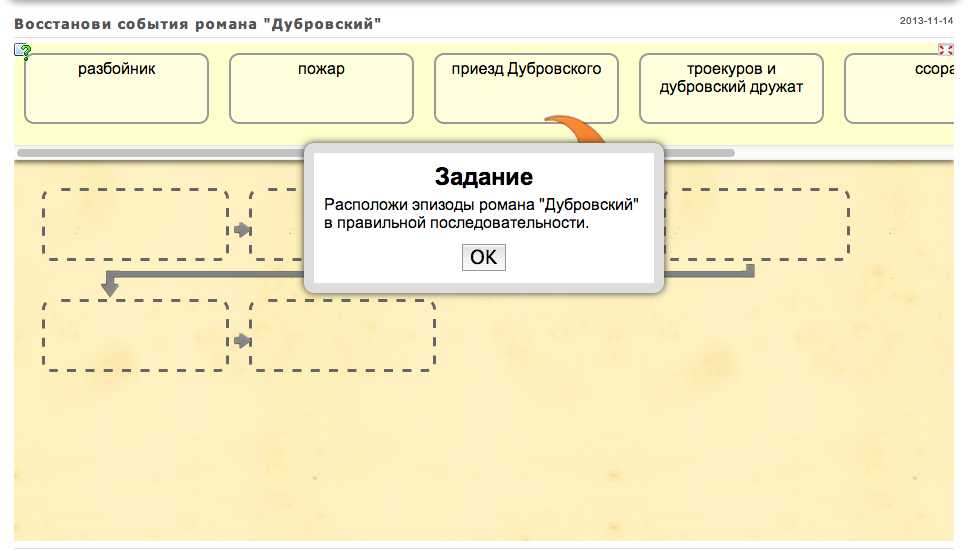 Восстанови события романа "Дубровский"
2013-11-14
разбойник
пожар
приезд Дубровского
троекуров и
дубровский дружат
ссора
Задание
Расположи эпизоды романа "Дубровский"
в правильной последовательности.
OK